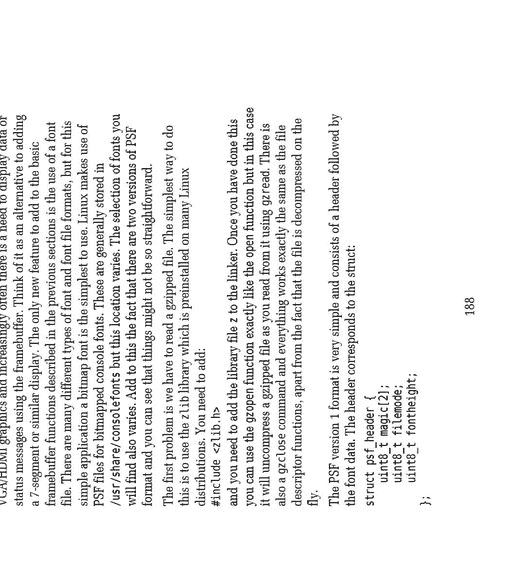 VGA/HDMI graphics and increasingly often there is a need to display data or
status messages using the framebuffer. Think of it as an alternative to adding
a 7-segment or similar display. The only new feature to add to the basic
framebuffer functions described in the previous sections is the use of a font
file. There are many different types of font and font file formats, but for this
simple application a bitmap font is the simplest to use. Linux makes use of
PSF files for bitmapped console fonts. These are generally stored in
/usr/share/consolefonts but this location varies. The selection of fonts you
will find also varies. Add to this the fact that there are two versions of PSF
format and you can see that things might not be so straightforward.
The first problem is we have to read a gzipped file. The simplest way to do
this is to use the zlib library which is preinstalled on many Linux
distributions. You need to add:
#include <zlib.h>
and you need to add the library file z to the linker. Once you have done this
you can use the gzopen function exactly like the open function but in this case
it will uncompress a gzipped file as you read from it using gzread. There is
also a gzclose command and everything works exactly the same as the file
descriptor functions, apart from the fact that the file is decompressed on the
fly.
The PSF version 1 format is very simple and consists of a header followed by
the font data. The header corresponds to the struct:
struct psf_header {
uint8_t magic[2];
uint8_t filemode;
uint8_t fontheight;
};
188